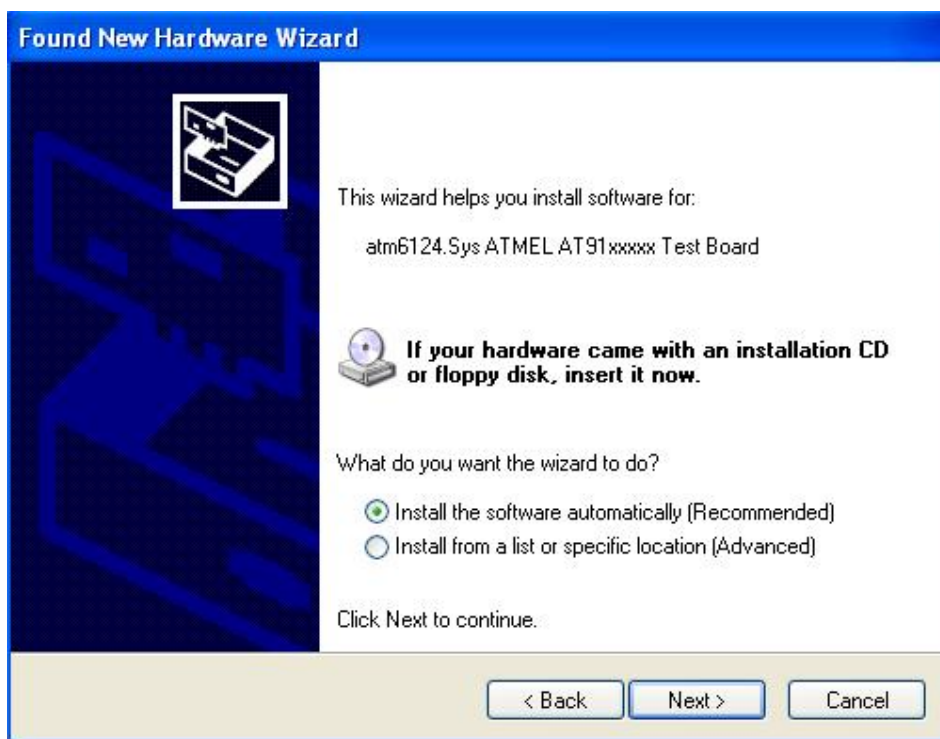 Found New Hardware Wizard
This wizard helps you install software for:
atm6124.Sys ATMEL AT91xxxxx Test Board
If your hardware came with an installation CD
or floppy disk, insert it now.
What do you want the wizard to do?
Install the software automatically (Recommended)
Install from a list or specific location (Advanced)
Click Next to continue.
< Back Next > Cancel